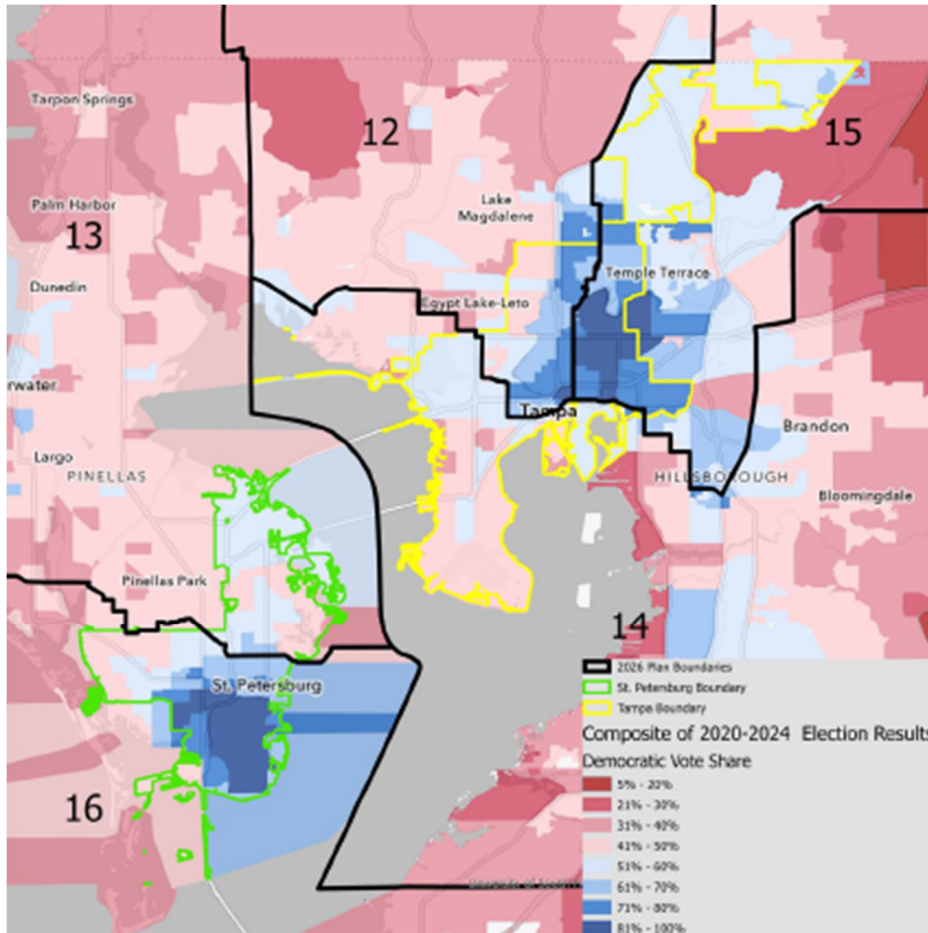 Tarpon Springs
12
15
Palm Harbor
Lake
Magdalene
13
Temple Terrace
Dunedin
Egypt Lake-Leto
rwater
Tampa
Brandon
Largo
PINELLAS
HILLSBOROUGH
Bloomingdale
Pinellas Park
14
2026 Plan Boundaries
St. Petersburg
St. Petersburg Boundary
Tampa Boundary
Composite of 2020-2024 Election Results
Democratic Vote Share
5% - 20%
21% - 30%
16
31% - 40%
41% - 50%
51% - 60%
61% - 70%
71% - 80%
81% - 100%